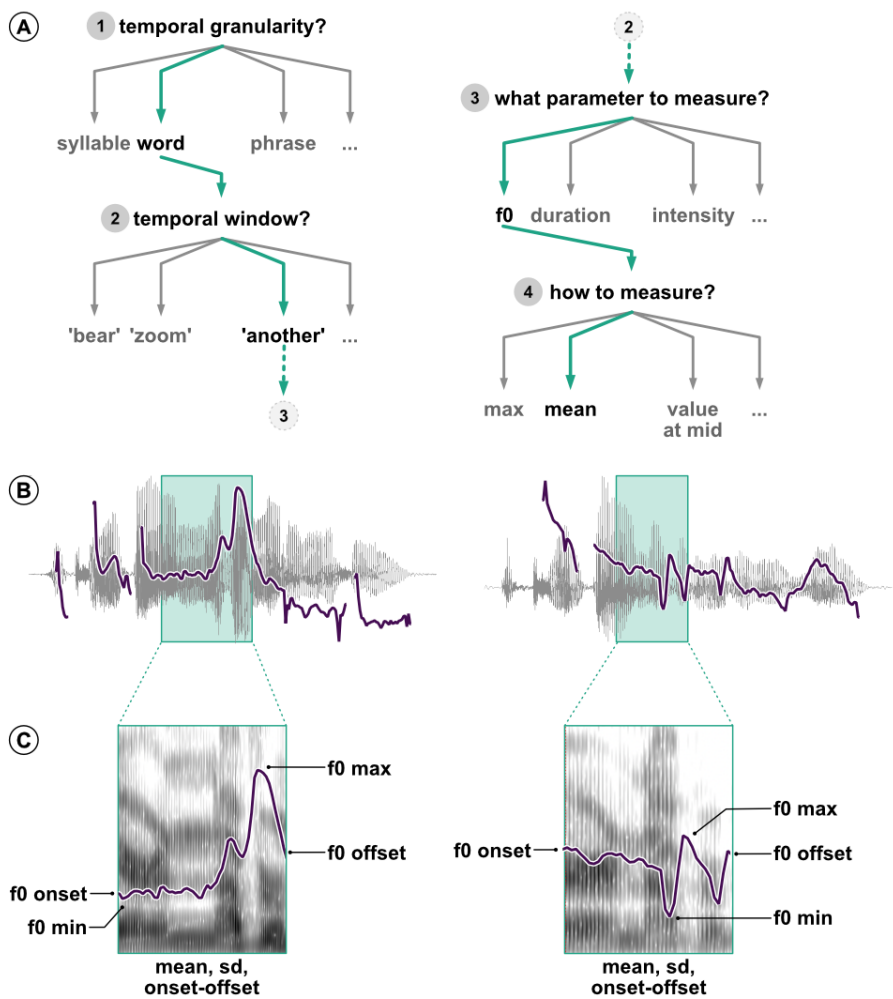 A
1 temporal granularity?
syllable word phrase ...
2 temporal window?
'bear' 'zoom' 'another' ...
3
2
3 what parameter to measure?
f0 duration intensity ...
4 how to measure?
max mean value
at mid ...
B
C
f0 max
f0 offset
f0 onset
f0 min
mean, sd,
onset-offset
f0 max
f0 onset
f0 offset
f0 min
mean, sd,
onset-offset